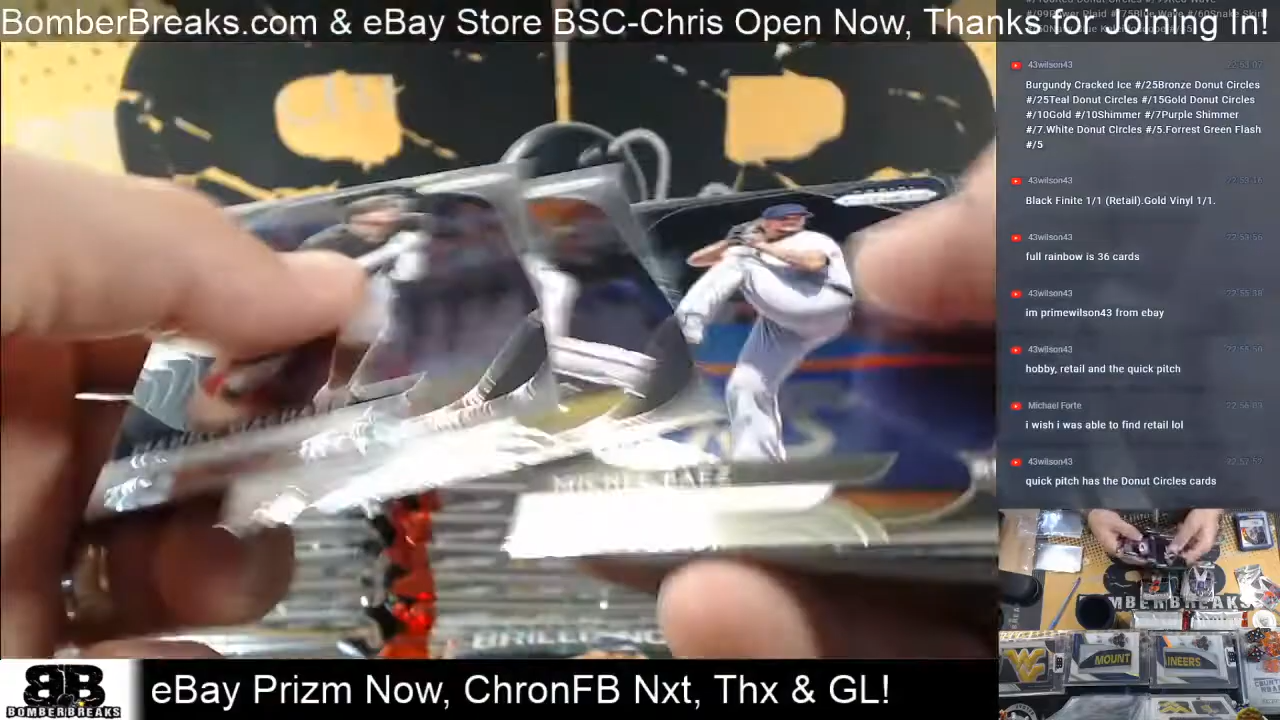 BomberBreaks.com & eBay Store BSC-Chris Open Now, Thanks for Joining In!
43wilson43
Burgundy Cracked Ice #/25Bronze Donut Circles
#/25Teal Donut Circles #/15Gold Donut Circles
#/10Gold #/10Shimmer #/7Purple Shimmer
#/7.White Donut Circles #/5.Forrest Green Flash
#/5
43wilson43
Black Finite 1/1 (Retail).Gold Vinyl 1/1.
43wilson43
full rainbow is 36 cards
43wilson43
im primewilson43 from ebay
43wilson43
hobby, retail and the quick pitch
Michael Forte
i wish i was able to find retail lol
43wilson43
quick pitch has the Donut Circles cards
MBERBREAKS
MOUNT
INEERS
BB
BOMBERBREAKS
eBay Prizm Now, ChronFB Nxt, Thx & GL!